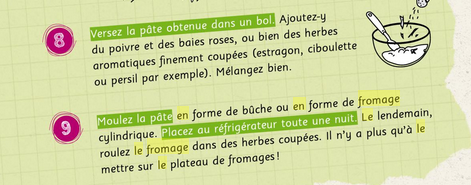 8
Versez la pâte obtenue dans un bol. Ajoutez-y
du poivre et des baies roses, ou bien des herbes
aromatiques finement coupées (estragon, ciboulette
ou persil par exemple). Mélangez bien.
9
Moulez la pâte en forme de bûche ou en forme de fromage
cylindrique. Placez au réfrigérateur toute une nuit. Le lendemain,
roulez le fromage dans des herbes coupées. Il n'y a plus qu'à le
mettre sur le plateau de fromages !